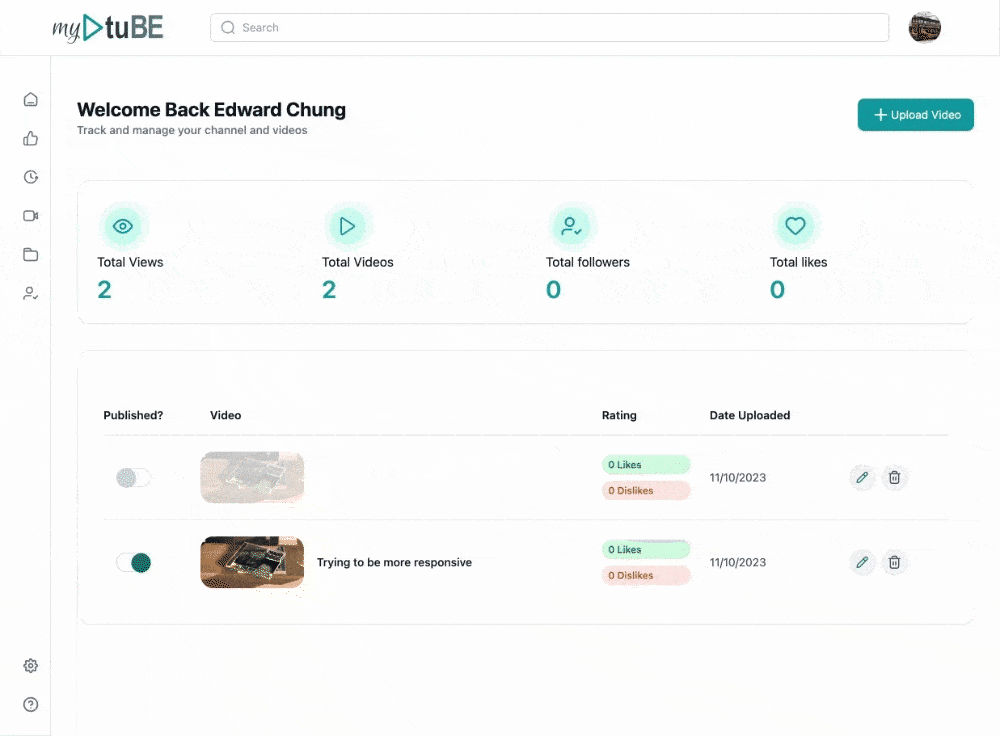 my tuBE
Search
Welcome Back Edward Chung
Track and manage your channel and videos
Upload Video
Total Views
Total Videos
Total followers
Total likes
2
2
0
0
Published?
Video
Rating
Date Uploaded
0 Likes
0 Dislikes
11/10/2023
Trying to be more responsive
0 Likes
0 Dislikes
11/10/2023